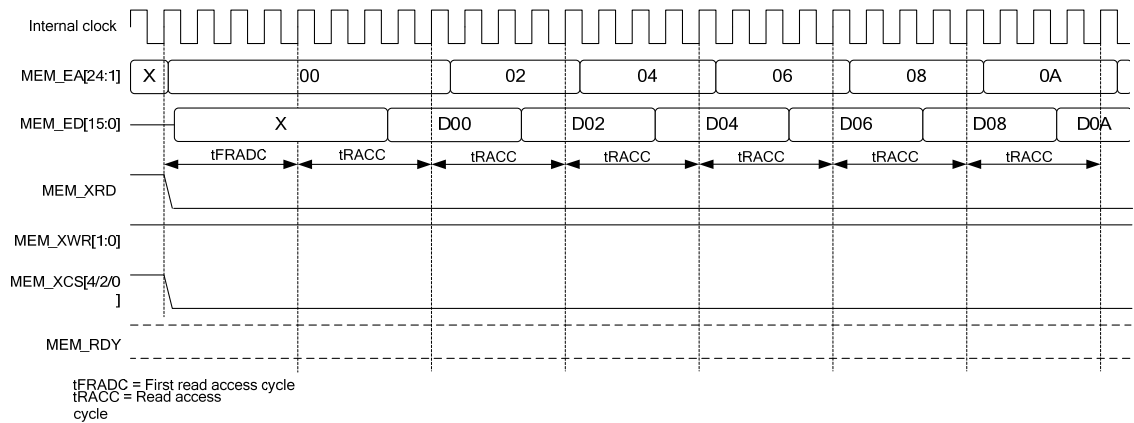 Internal clock
MEM_EA[24:1] X 00 02 04 06 08 0A
MEM_ED[15:0] X D00 D02 D04 D06 D08 D0A
tFRADC tRACC tRACC tRACC tRACC tRACC tRACC
MEM_XRD
MEM_XWR[1:0]
MEM_XCS[4/2/0
]
MEM_RDY
tFRADC = First read access cycle
tRACC = Read access
cycle